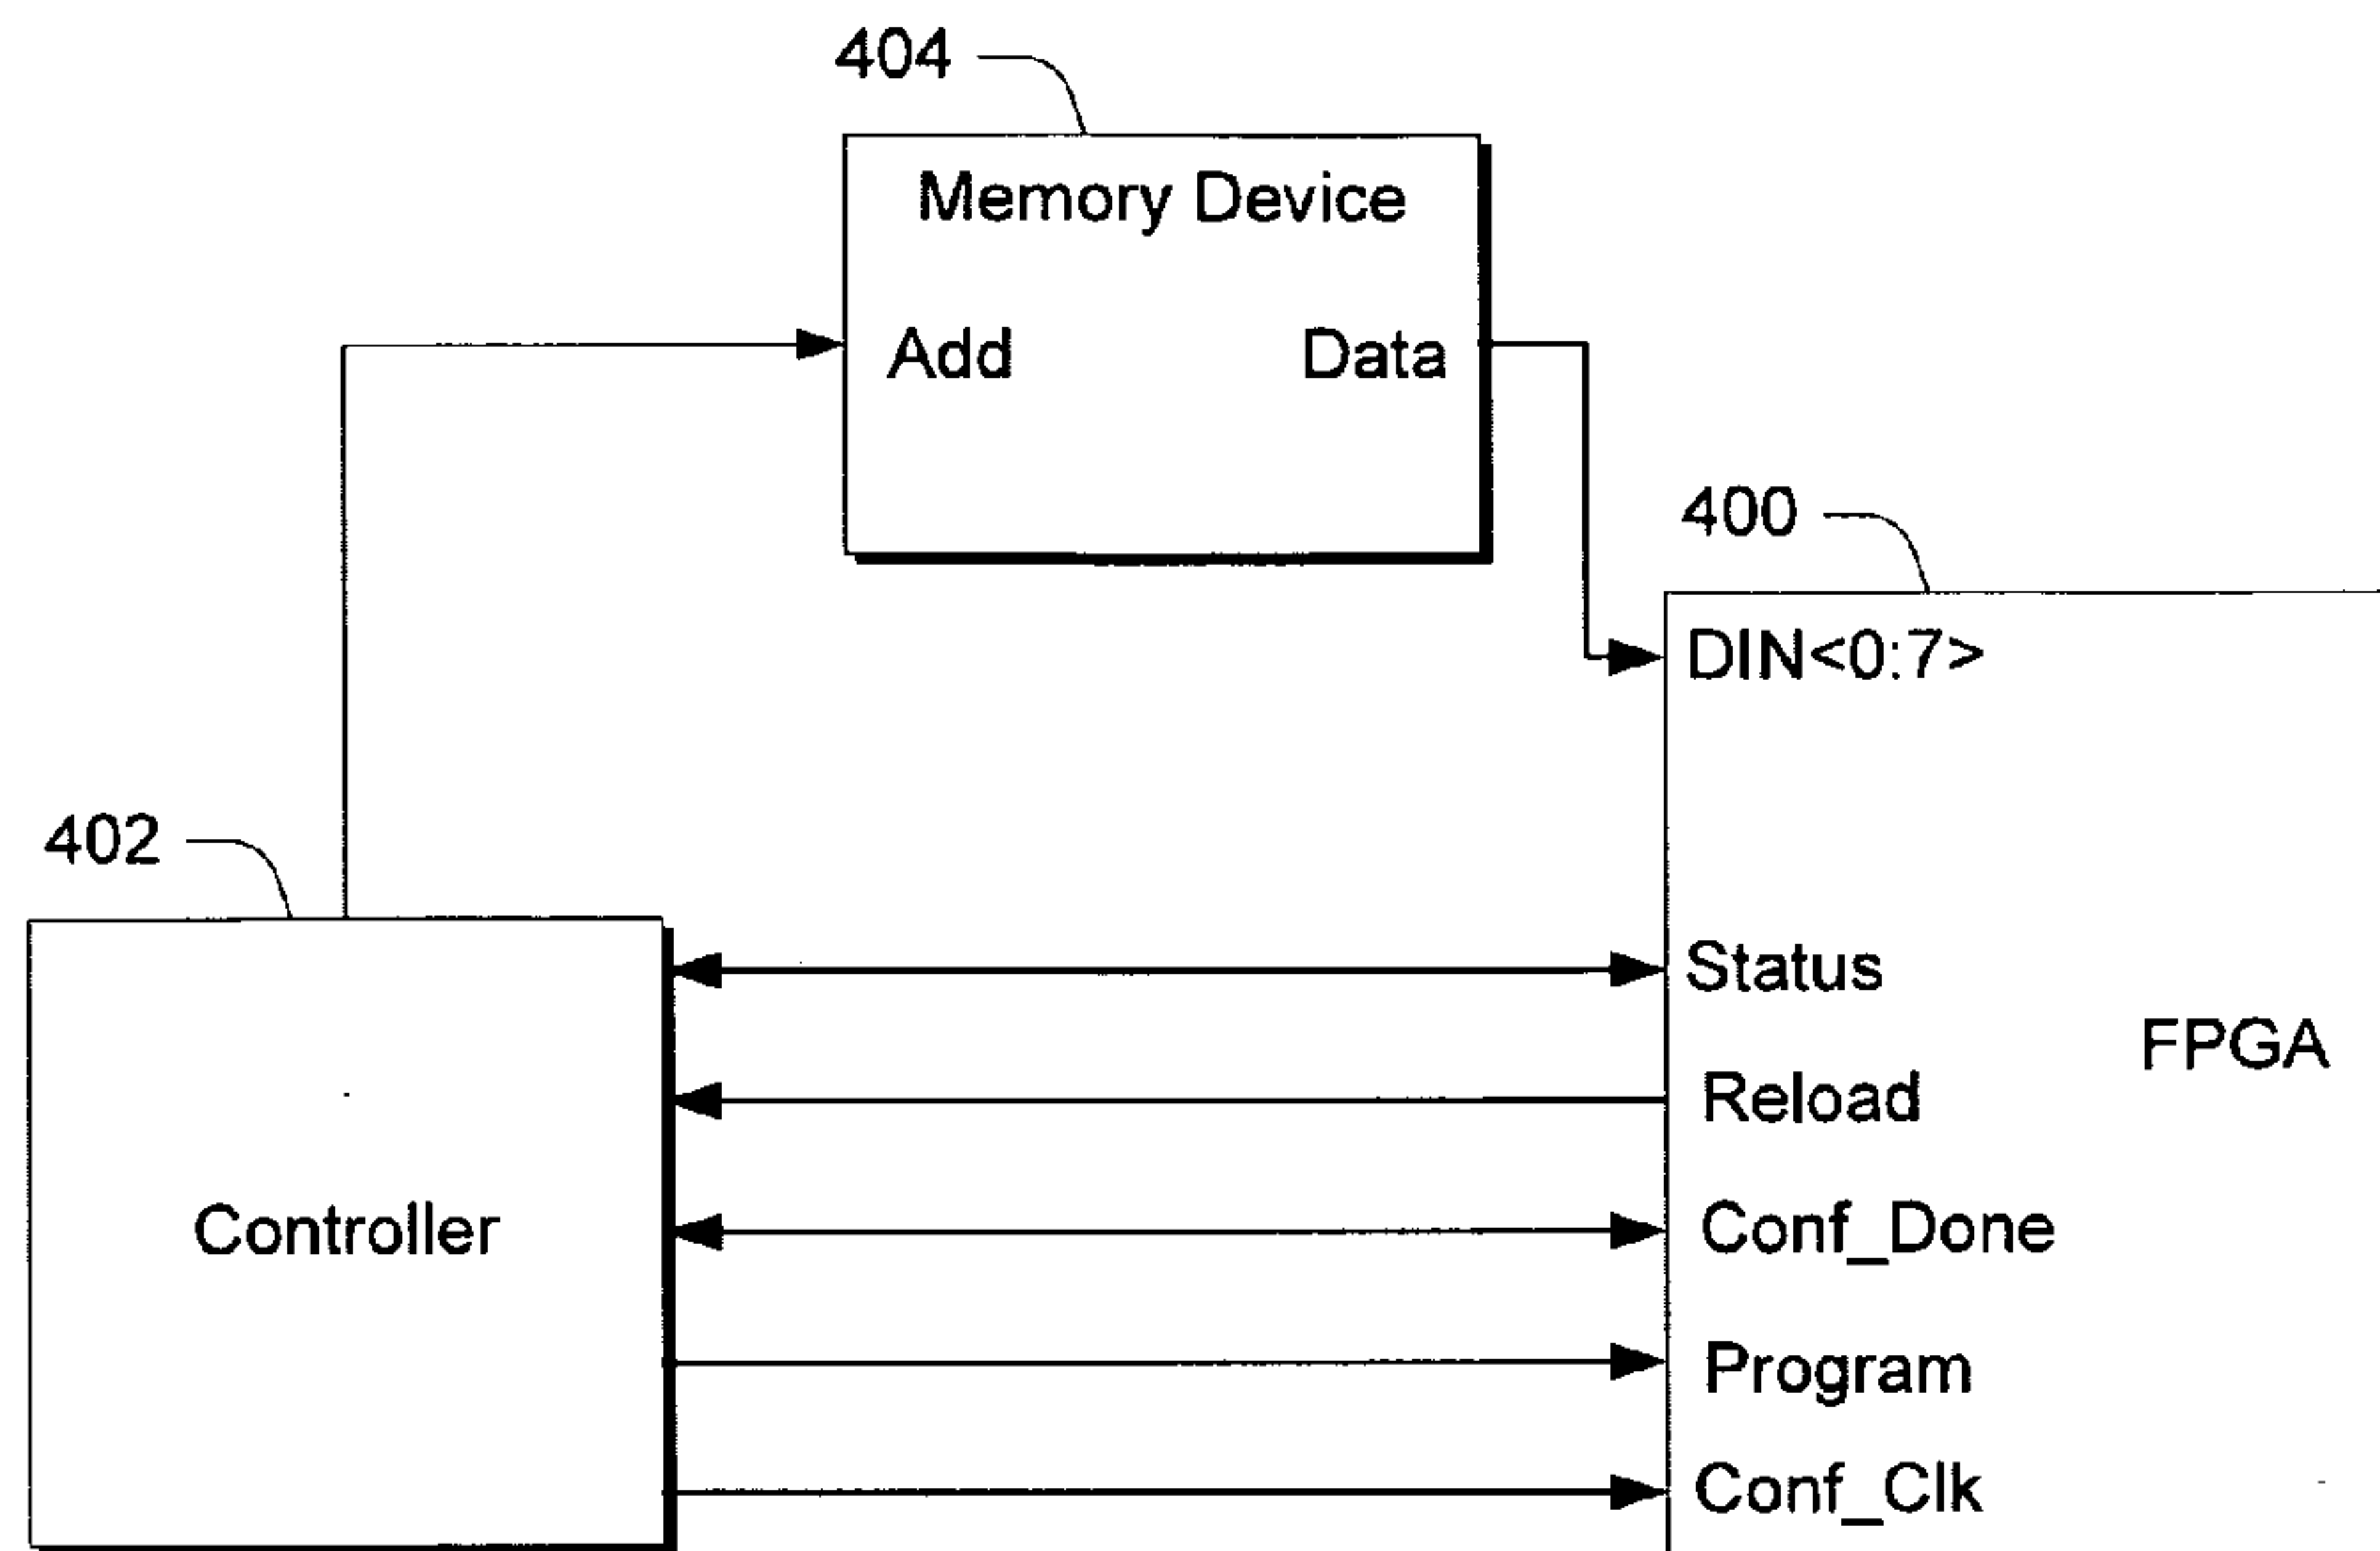 404
Memory Device
Add
Data
400
DIN<0:7>
402
Status
FPGA
Reload
Controller
Conf_Done
Program
Conf_Clk